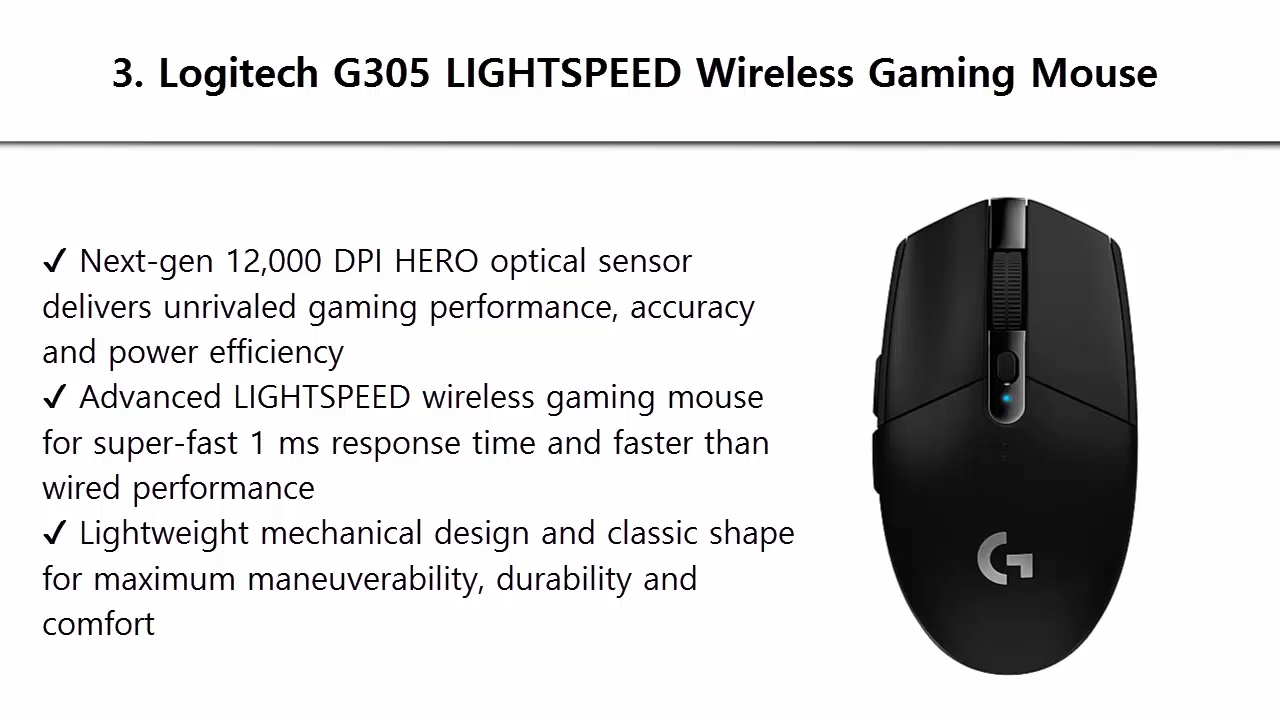 3. Logitech G305 LIGHTSPEED Wireless Gaming Mouse
✓ Next-gen 12,000 DPI HERO optical sensor
delivers unrivaled gaming performance, accuracy
and power efficiency
✓ Advanced LIGHTSPEED wireless gaming mouse
for super-fast 1 ms response time and faster than
wired performance
✓ Lightweight mechanical design and classic shape
for maximum maneuverability, durability and
comfort
G